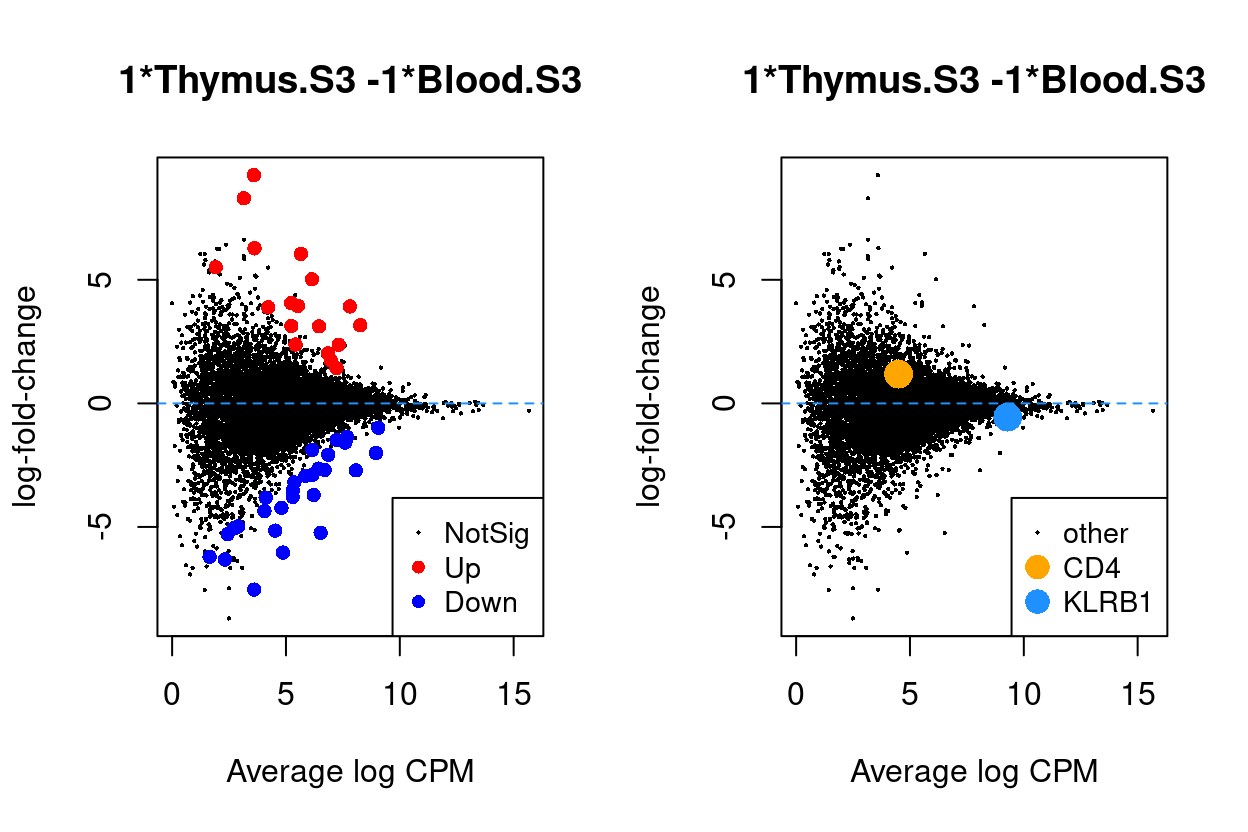 1*Thymus.S3 -1*Blood.S3
log-fold-change
5
0
-5
NotSig
Up
Down
0 5 10 15
Average log CPM
1*Thymus.S3 -1*Blood.S3
log-fold-change
5
0
-5
other
CD4
KLRB1
0 5 10 15
Average log CPM